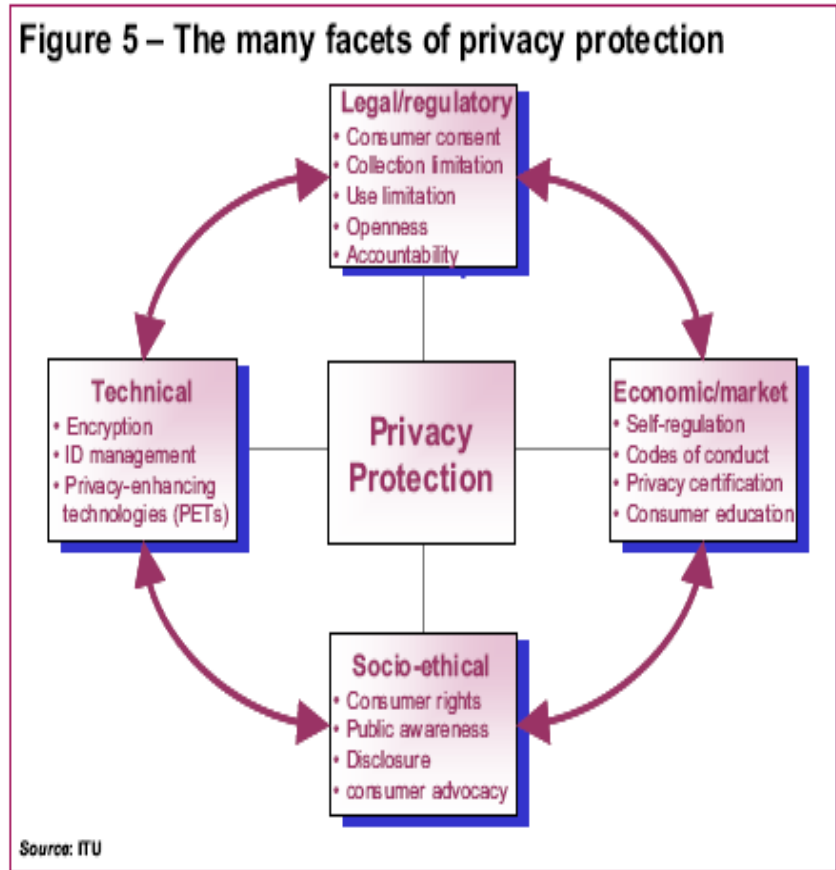 Figure 5 – The many facets of privacy protection
Legal/regulatory
• Consumer consent
• Collection limitation
• Use limitation
• Openness
• Accountability
Technical
• Encryption
• ID management
• Privacy-enhancing
technologies (PETs)
Privacy
Protection
Economic/market
• Self-regulation
• Codes of conduct
• Privacy certification
• Consumer education
Socio-ethical
• Consumer rights
• Public awareness
• Disclosure
• consumer advocacy
Source: ITU